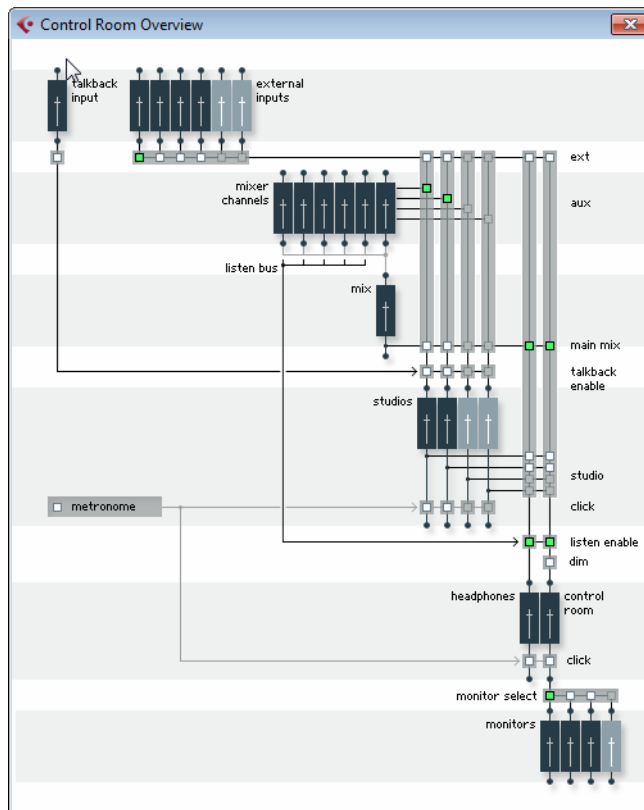 Control Room Overview
talkback
input
external
inputs
ext
mixer
channels
aux
listen bus
mix
main mix
talkback
enable
studios
studio
metronome
click
listen enable
dim
headphones
control
room
click
monitor select
monitors